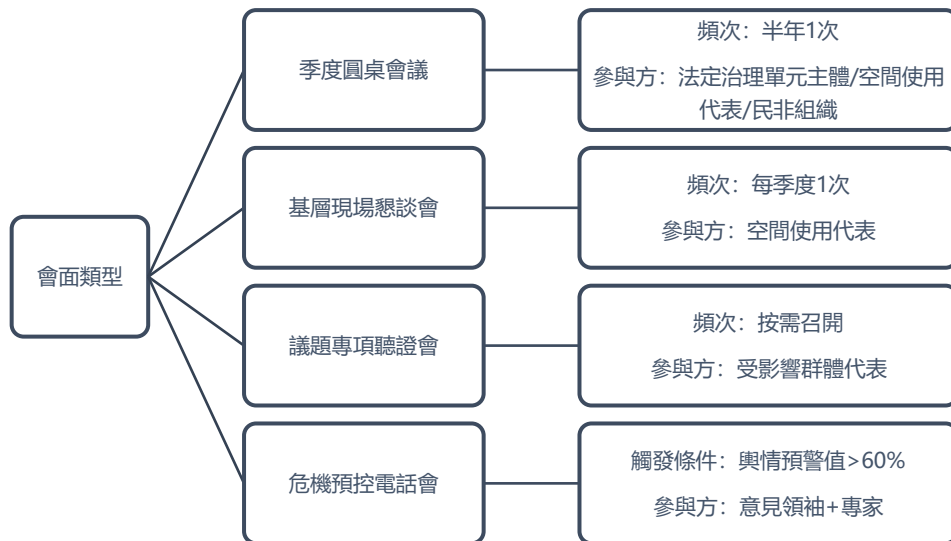 會面類型
季度圓桌會議
頻次：半年1次
參與方：法定治理單元主體/空間使用
代表/民非組織
基層現場懇談會
頻次：每季度1次
參與方：空間使用代表
議題專項聽證會
頻次：按需召開
參與方：受影響群體代表
危機預控電話會
觸發條件：輿情預警值>60%
參與方：意見領袖+專家